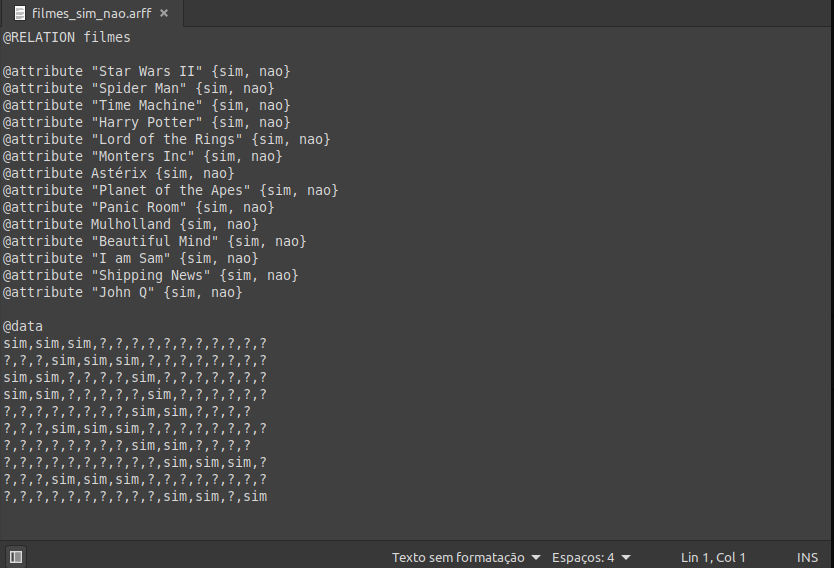 filmes_sim_nao.arff ×
@RELATION filmes
@attribute "Star Wars II" {sim, nao}
@attribute "Spider Man" {sim, nao}
@attribute "Time Machine" {sim, nao}
@attribute "Harry Potter" {sim, nao}
@attribute "Lord of the Rings" {sim, nao}
@attribute "Monters Inc" {sim, nao}
@attribute Astérix {sim, nao}
@attribute "Planet of the Apes" {sim, nao}
@attribute "Panic Room" {sim, nao}
@attribute Mulholland {sim, nao}
@attribute "Beautiful Mind" {sim, nao}
@attribute "I am Sam" {sim, nao}
@attribute "Shipping News" {sim, nao}
@attribute "John Q" {sim, nao}
@data
sim,sim,sim,?,?,?,?,?,?,?,?,?,?,?
?,?,?,sim,sim,sim,?,?,?,?,?,?,?,?
sim,sim,?,?,?,?,sim,?,?,?,?,?,?,?
sim,sim,?,?,?,?,?,sim,?,?,?,?,?,?
?,?,?,?,?,?,?,?,sim,sim,?,?,?,?
?,?,?,sim,sim,sim,?,?,?,?,?,?,?,?
?,?,?,?,?,?,?,?,sim,sim,?,?,?,?
?,?,?,?,?,?,?,?,?,?,sim,sim,sim,?
?,?,?,sim,sim,sim,?,?,?,?,?,?,?,?
?,?,?,?,?,?,?,?,?,?,sim,sim,?,sim
Texto sem formatação Espaços: 4 Lin 1, Col 1 INS